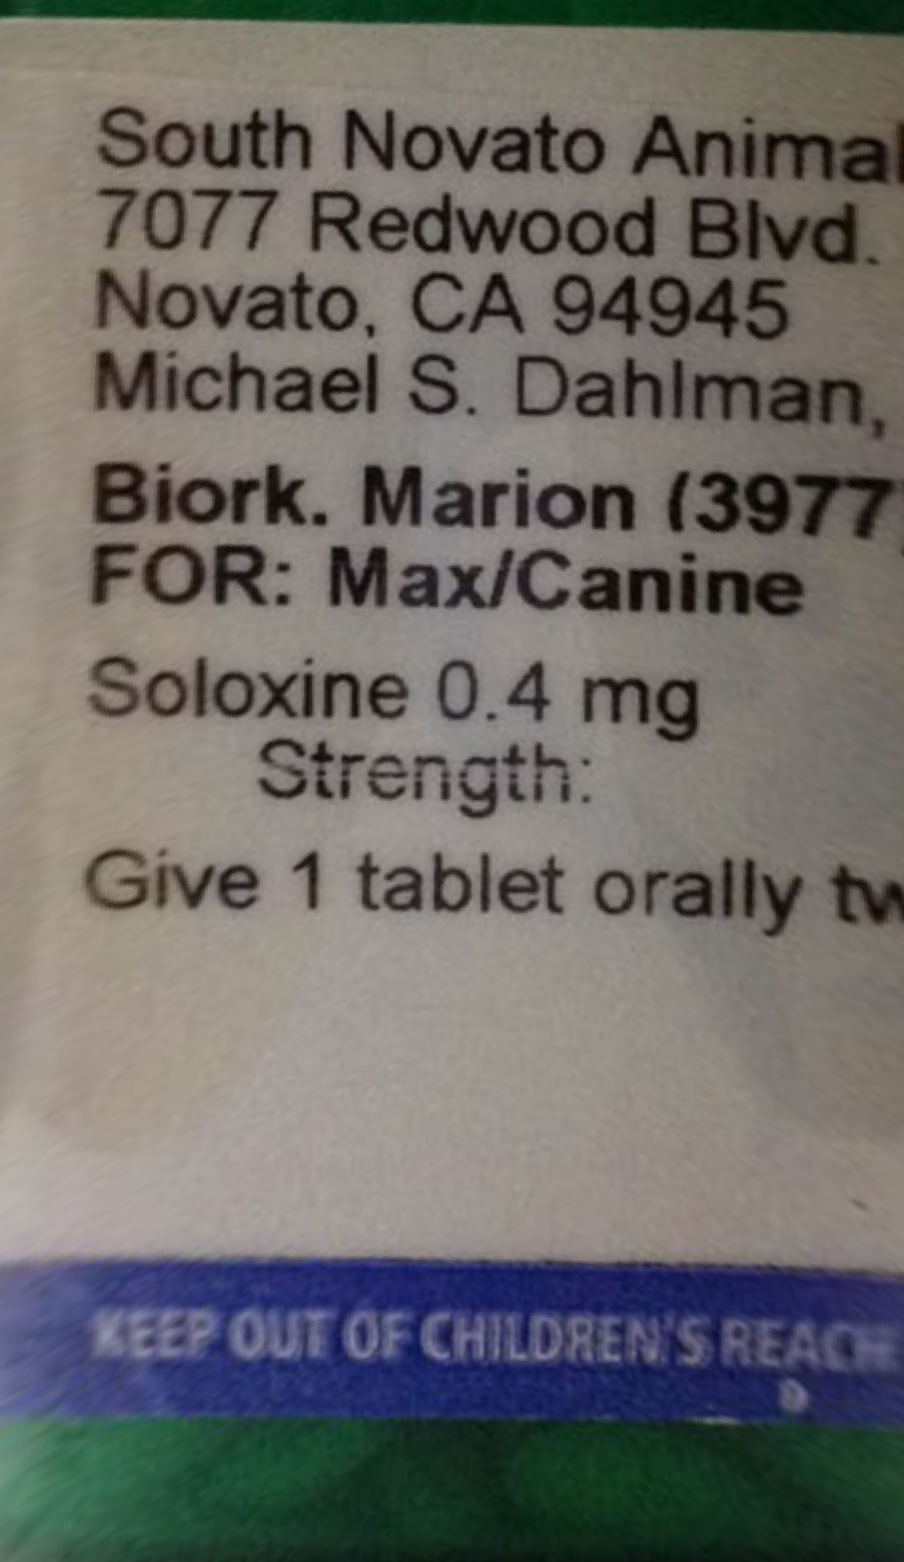 South Novato Animal
7077 Redwood Blvd.
Novato, CA 94945
Michael S. Dahlman,
Biork. Marion (3977)
FOR: Max/Canine
Soloxine 0.4 mg
Strength:
Give 1 tablet orally tw
KEEP OUT OF CHILDREN'S REACH